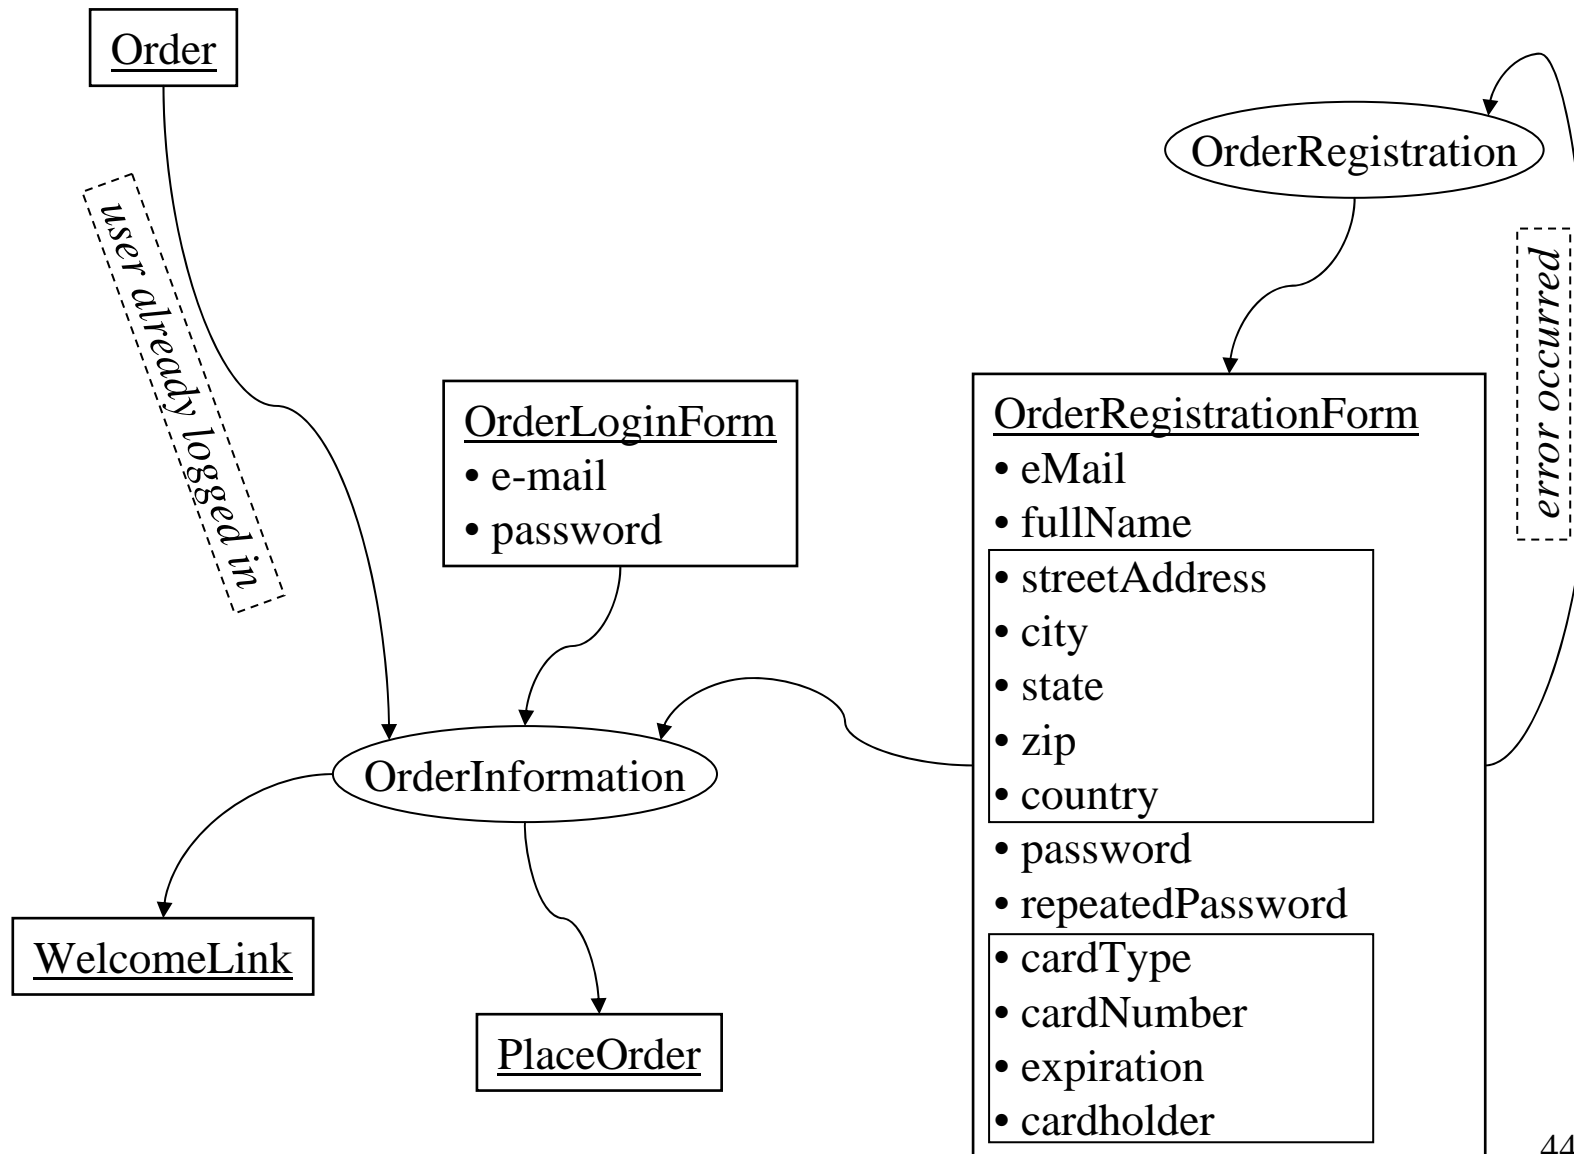 Order
user already logged in
OrderLoginForm
• e-mail
• password
OrderInformation
WelcomeLink
PlaceOrder
OrderRegistration
error occurred
OrderRegistrationForm
• eMail
• fullName
• streetAddress
• city
• state
• zip
• country
• password
• repeatedPassword
• cardType
• cardNumber
• expiration
• cardholder
44